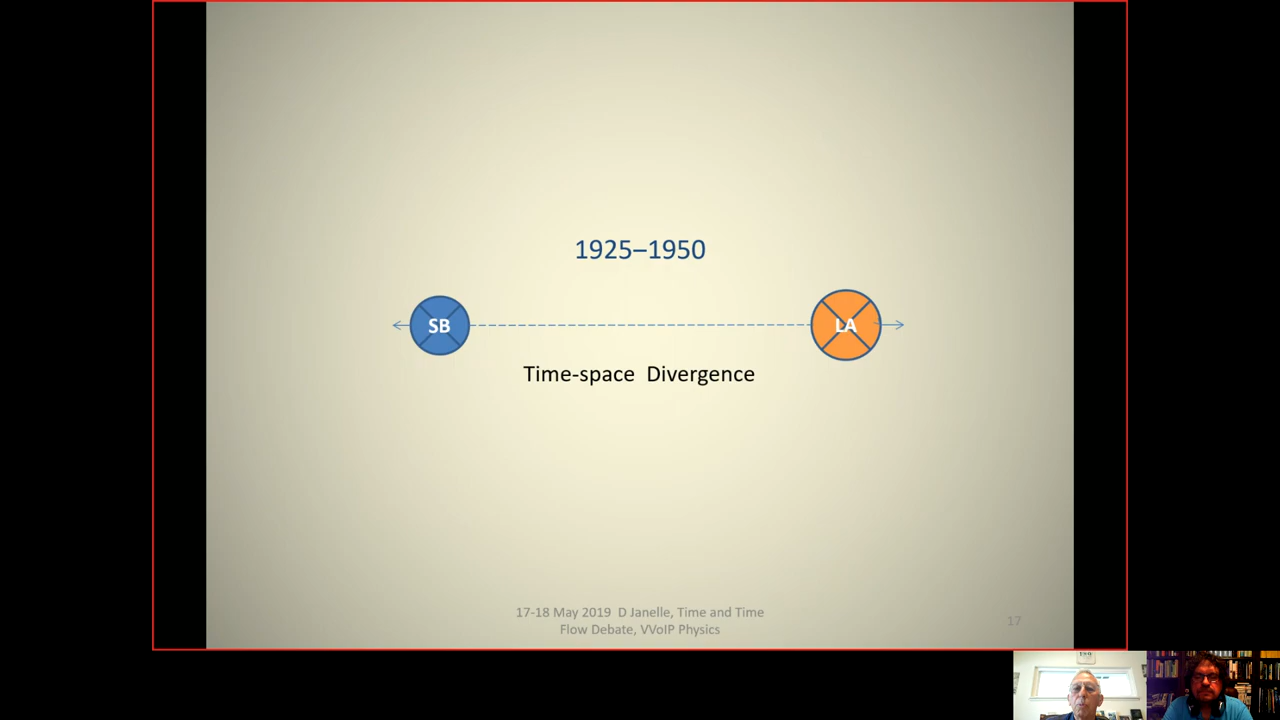 1925–1950
SB
LA
Time-space Divergence
17-18 May 2019 D Janelle, Time and Time
Flow Debate, VVoIP Physics
17